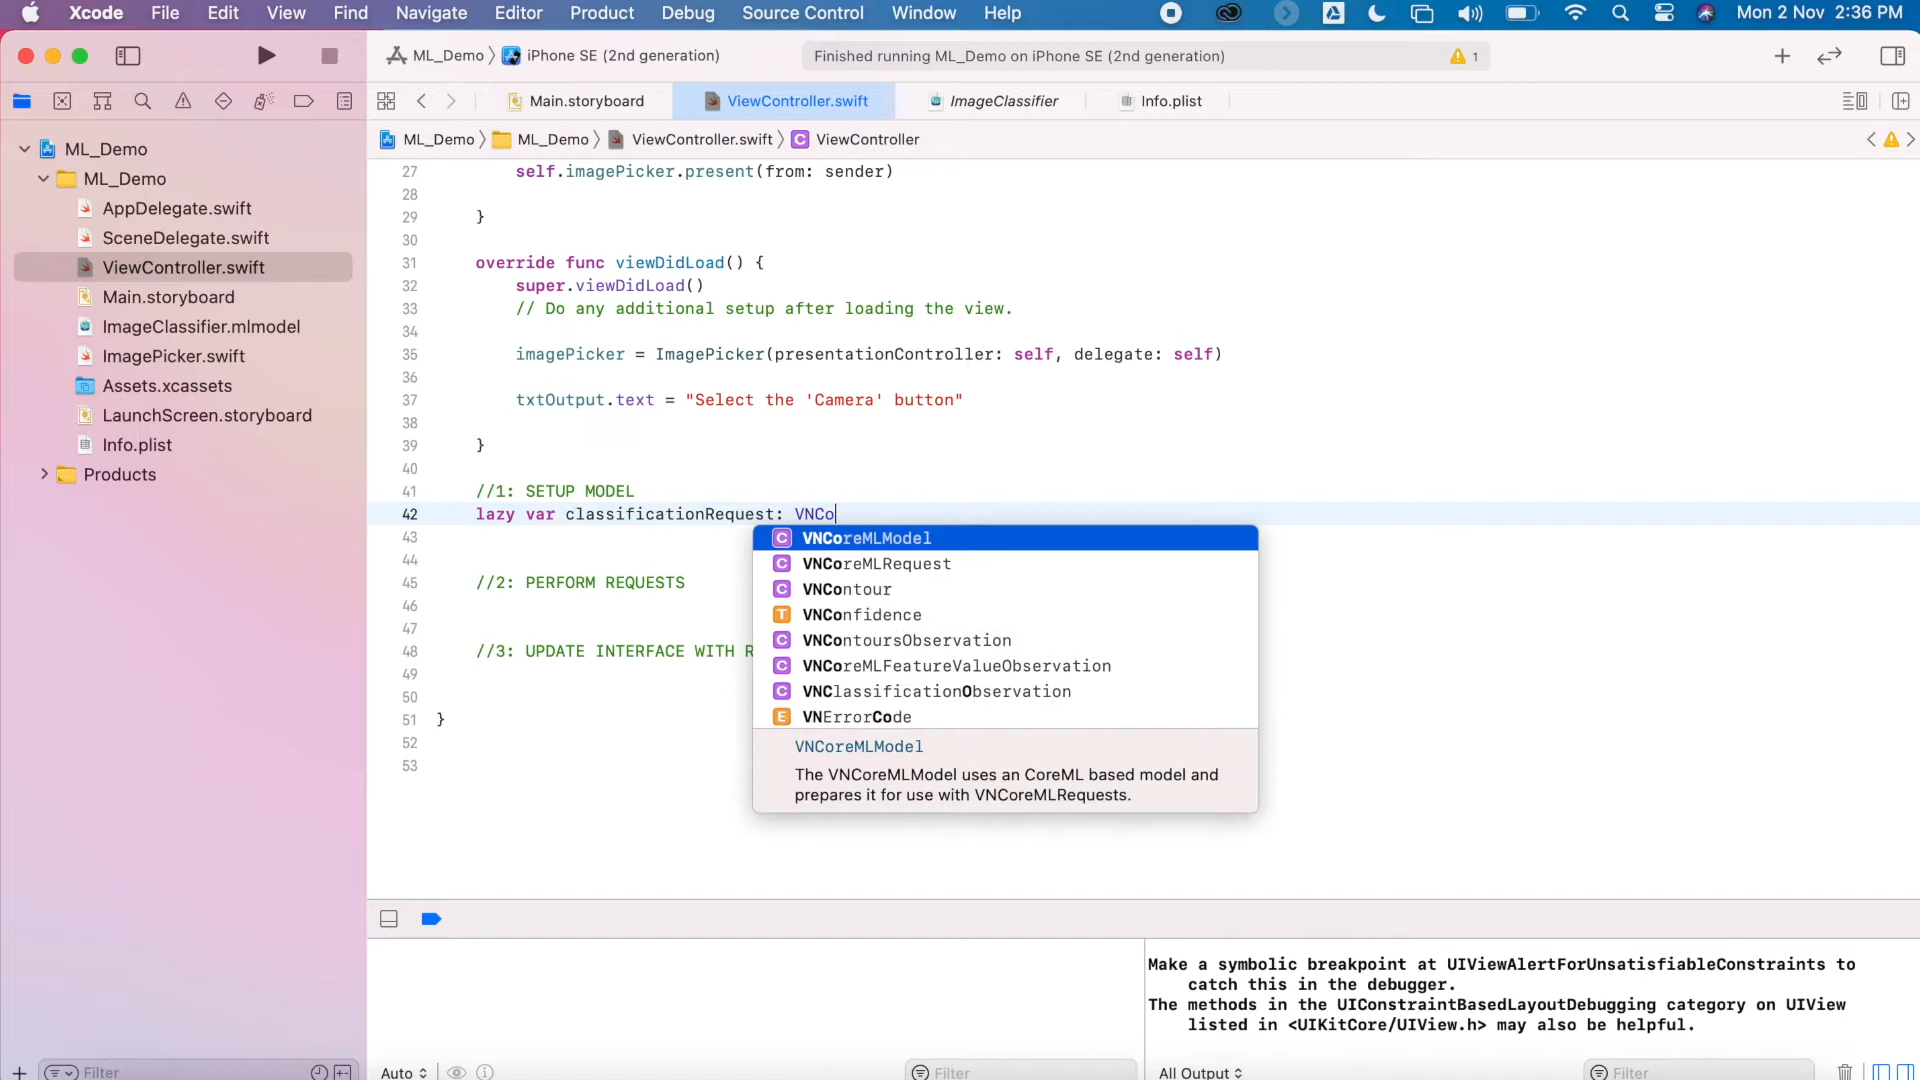 Xcode File Edit View Find Navigate Editor Product Debug Source Control Window Help Mon 2 Nov 2:36 PM
ML_Demo iPhone SE (2nd generation) Finished running ML_Demo on iPhone SE (2nd generation) 1
Main.storyboard ViewController.swift ImageClassifier Info.plist
ML_Demo ML_Demo ViewController.swift C ViewController
ML_Demo
ML_Demo
AppDelegate.swift
SceneDelegate.swift
ViewController.swift
Main.storyboard
ImageClassifier.mlmodel
ImagePicker.swift
Assets.xcassets
LaunchScreen.storyboard
Info.plist
Products
27 self.imagePicker.present(from: sender)
28
29 }
30
31 override func viewDidLoad() {
32 super.viewDidLoad()
33 // Do any additional setup after loading the view.
34
35 imagePicker = ImagePicker(presentationController: self, delegate: self)
36
37 txtOutput.text = "Select the 'Camera' button"
38
39 }
40
41 //1: SETUP MODEL
42 lazy var classificationRequest: VNCo
43
44
45 //2: PERFORM REQUESTS
46
47
48 //3: UPDATE INTERFACE WITH R
49
50
51 }
52
53
C VNCoreMLModel
C VNCoreMLRequest
C VNContour
T VNConfidence
C VNContoursObservation
C VNCoreMLFeatureValueObservation
C VNClassificationObservation
E VNErrorCode
VNCoreMLModel
The VNCoreMLModel uses an CoreML based model and
prepares it for use with VNCoreMLRequests.
Make a symbolic breakpoint at UIViewAlertForUnsatisfiableConstraints to
catch this in the debugger.
The methods in the UIConstraintBasedLayoutDebugging category on UIView
listed in <UIKitCore/UIView.h> may also be helpful.
Filter Auto Filter All Output Filter